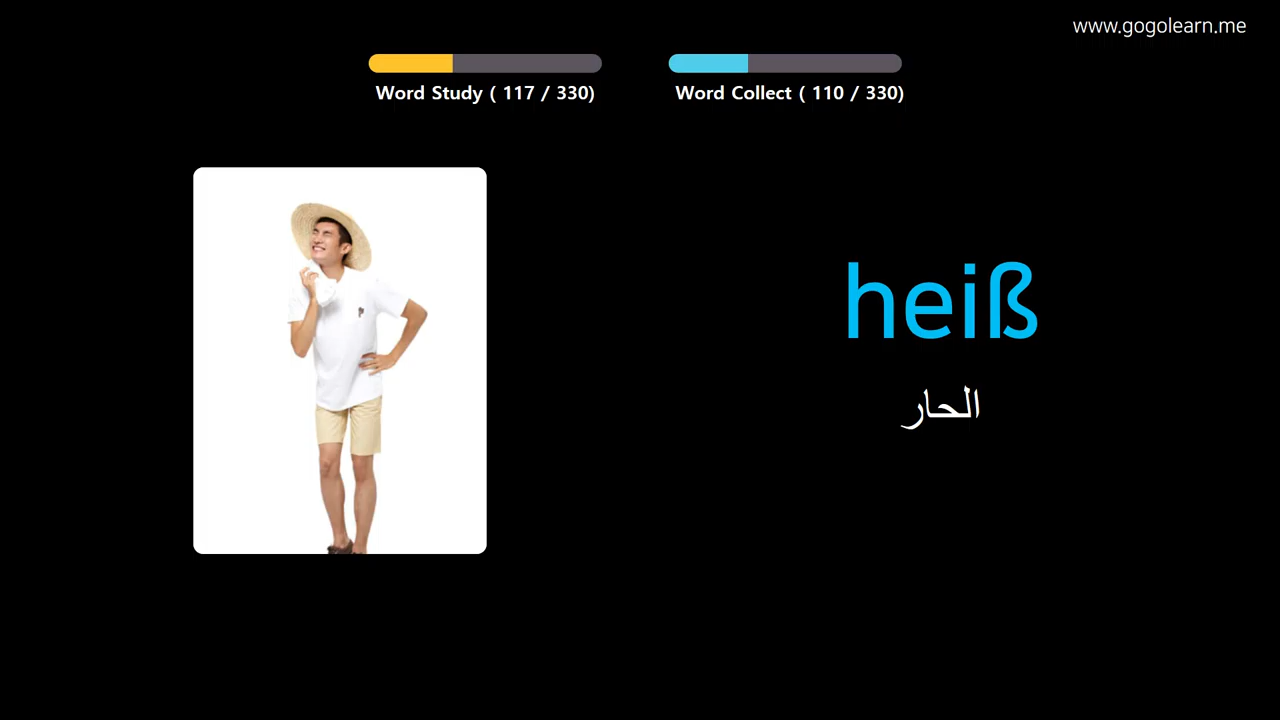 www.gogolearn.me
Word Study ( 117 / 330)
Word Collect ( 110 / 330)
heiß
الحار